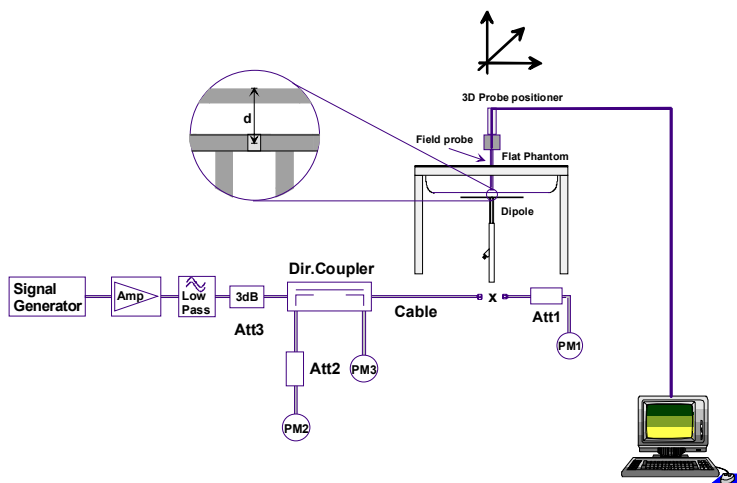 3D Probe positioner
d
Field probe
Flat Phantom
Dipole
Dir.Coupler
Signal
Generator
Amp
Low
Pass
3dB
Cable
x
Att1
Att3
Att2
PM3
PM1
PM2